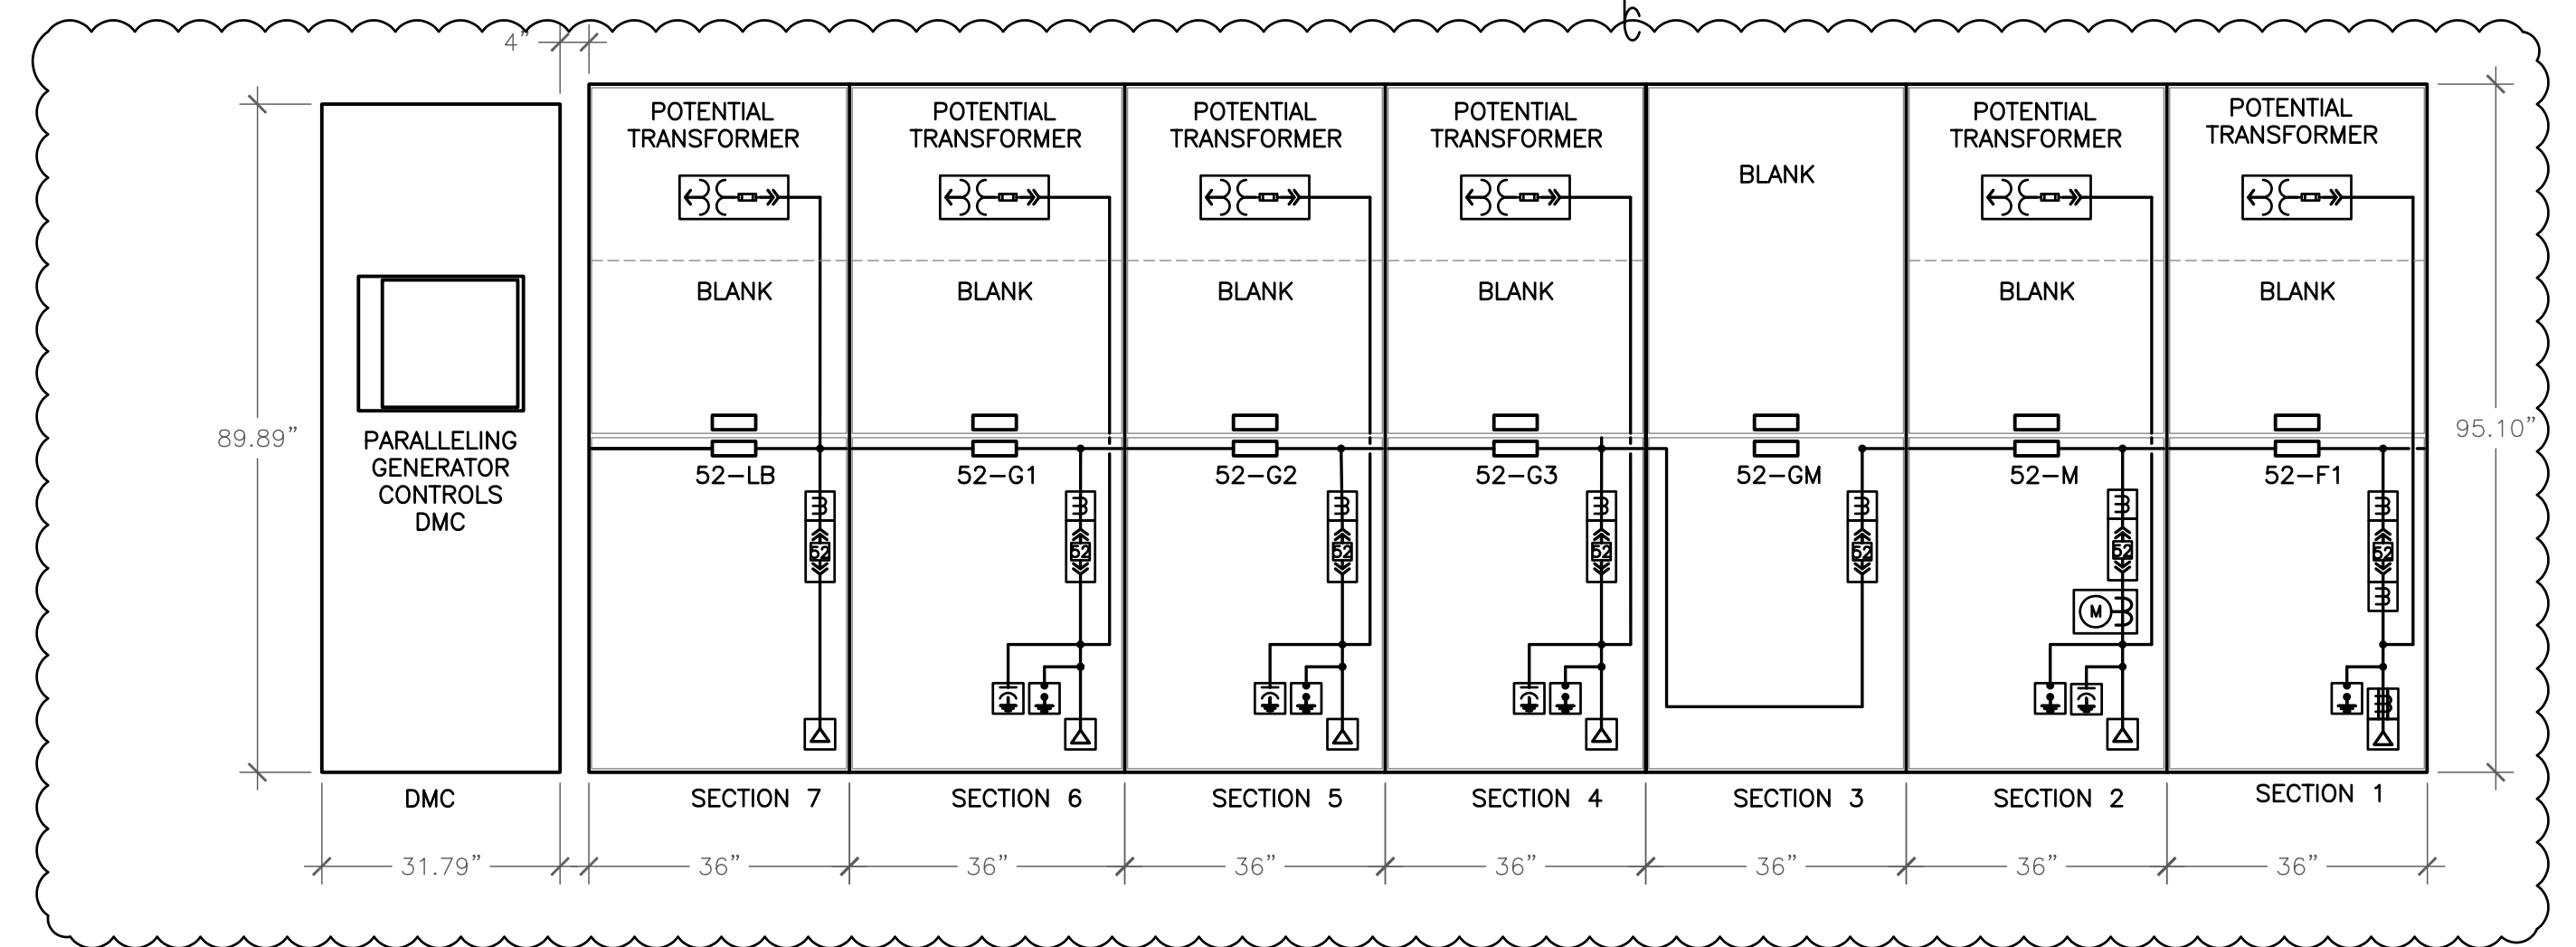 4”
POTENTIAL
TRANSFORMER
POTENTIAL
TRANSFORMER
POTENTIAL
TRANSFORMER
POTENTIAL
TRANSFORMER
BLANK
POTENTIAL
TRANSFORMER
POTENTIAL
TRANSFORMER
BLANK
BLANK
BLANK
BLANK
BLANK
BLANK
89.89”
PARALLELING
GENERATOR
CONTROLS
DMC
95.10”
52-LB
52-G1
52-G2
52-G3
52-GM
52-M
52-F1
52
52
52
52
52
52
52
M
DMC
SECTION 7
SECTION 6
SECTION 5
SECTION 4
SECTION 3
SECTION 2
SECTION 1
31.79”
36”
36”
36”
36”
36”
36”
36”